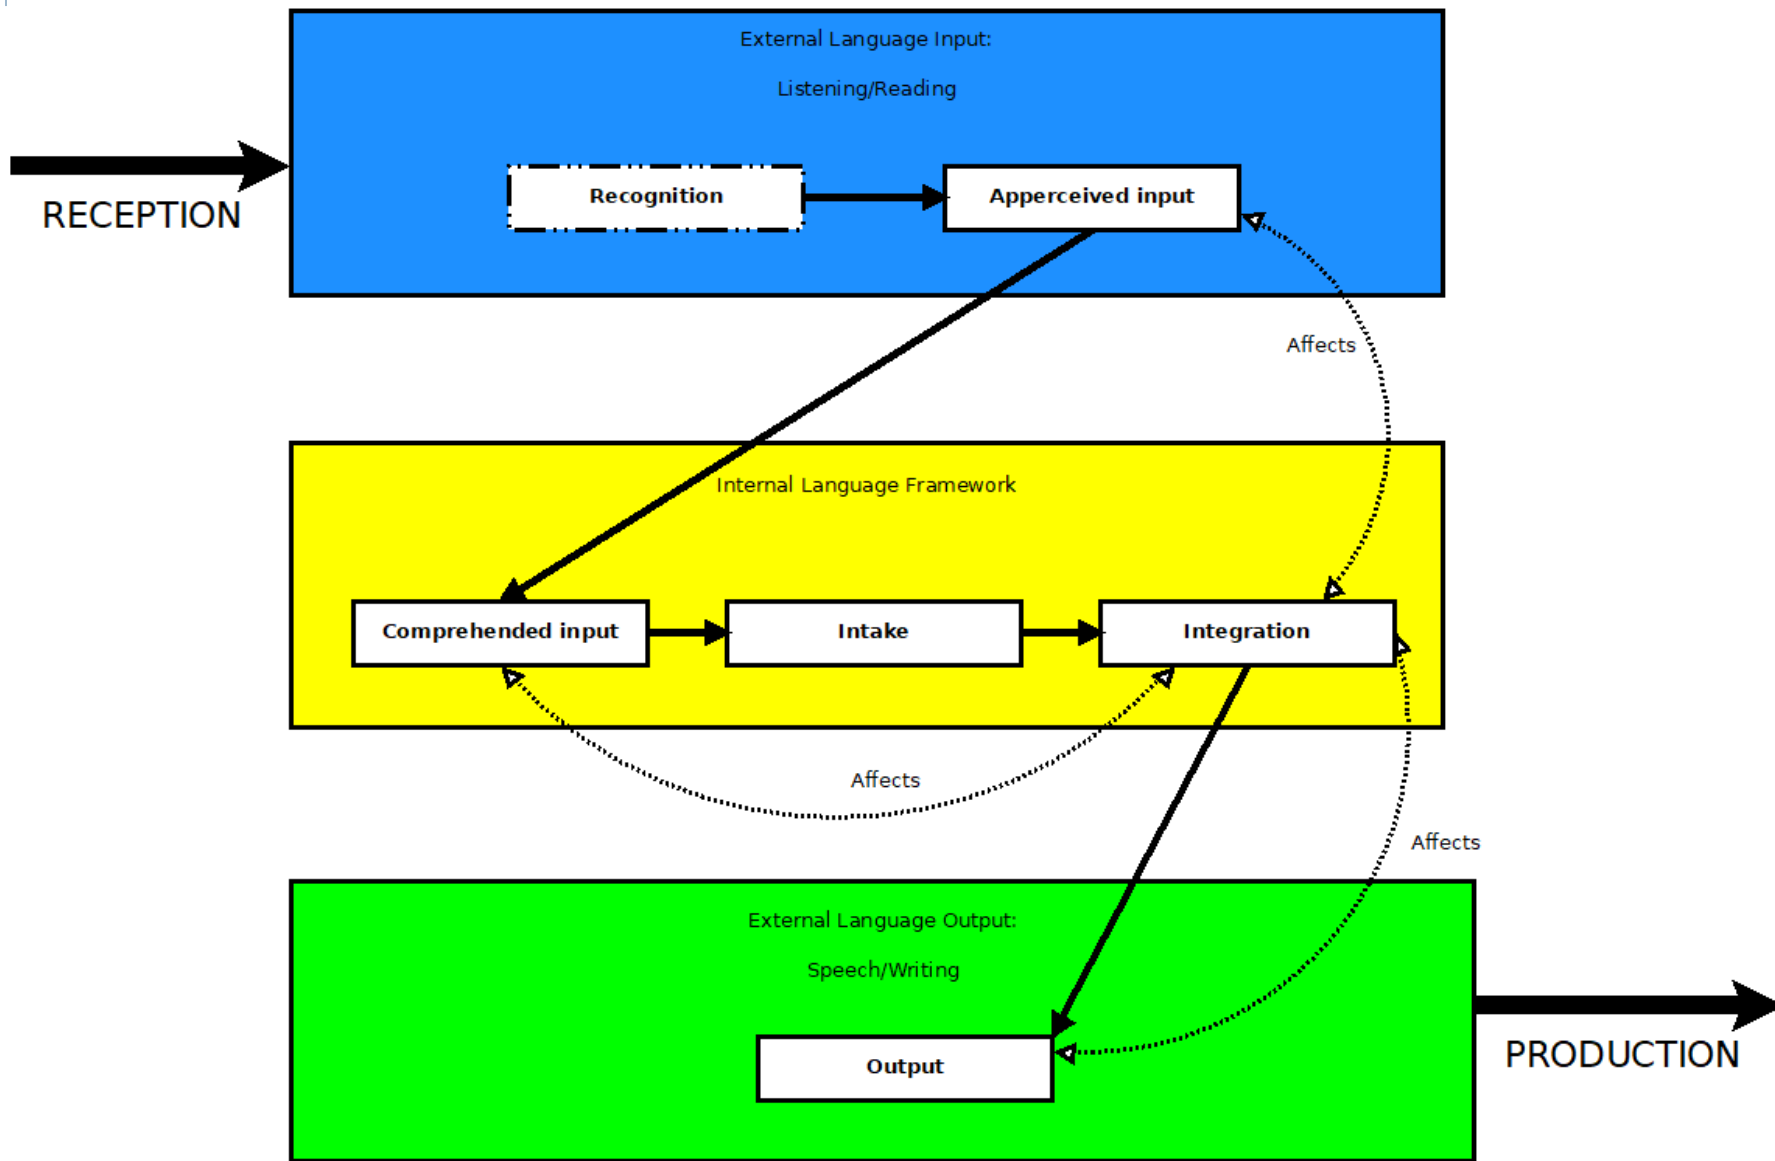 External Language Input:
Listening/Reading
RECEPTION
Recognition
Apperceived input
Affects
Internal Language Framework
Comprehended input
Intake
Integration
Affects
Affects
External Language Output:
Speech/Writing
Output
PRODUCTION